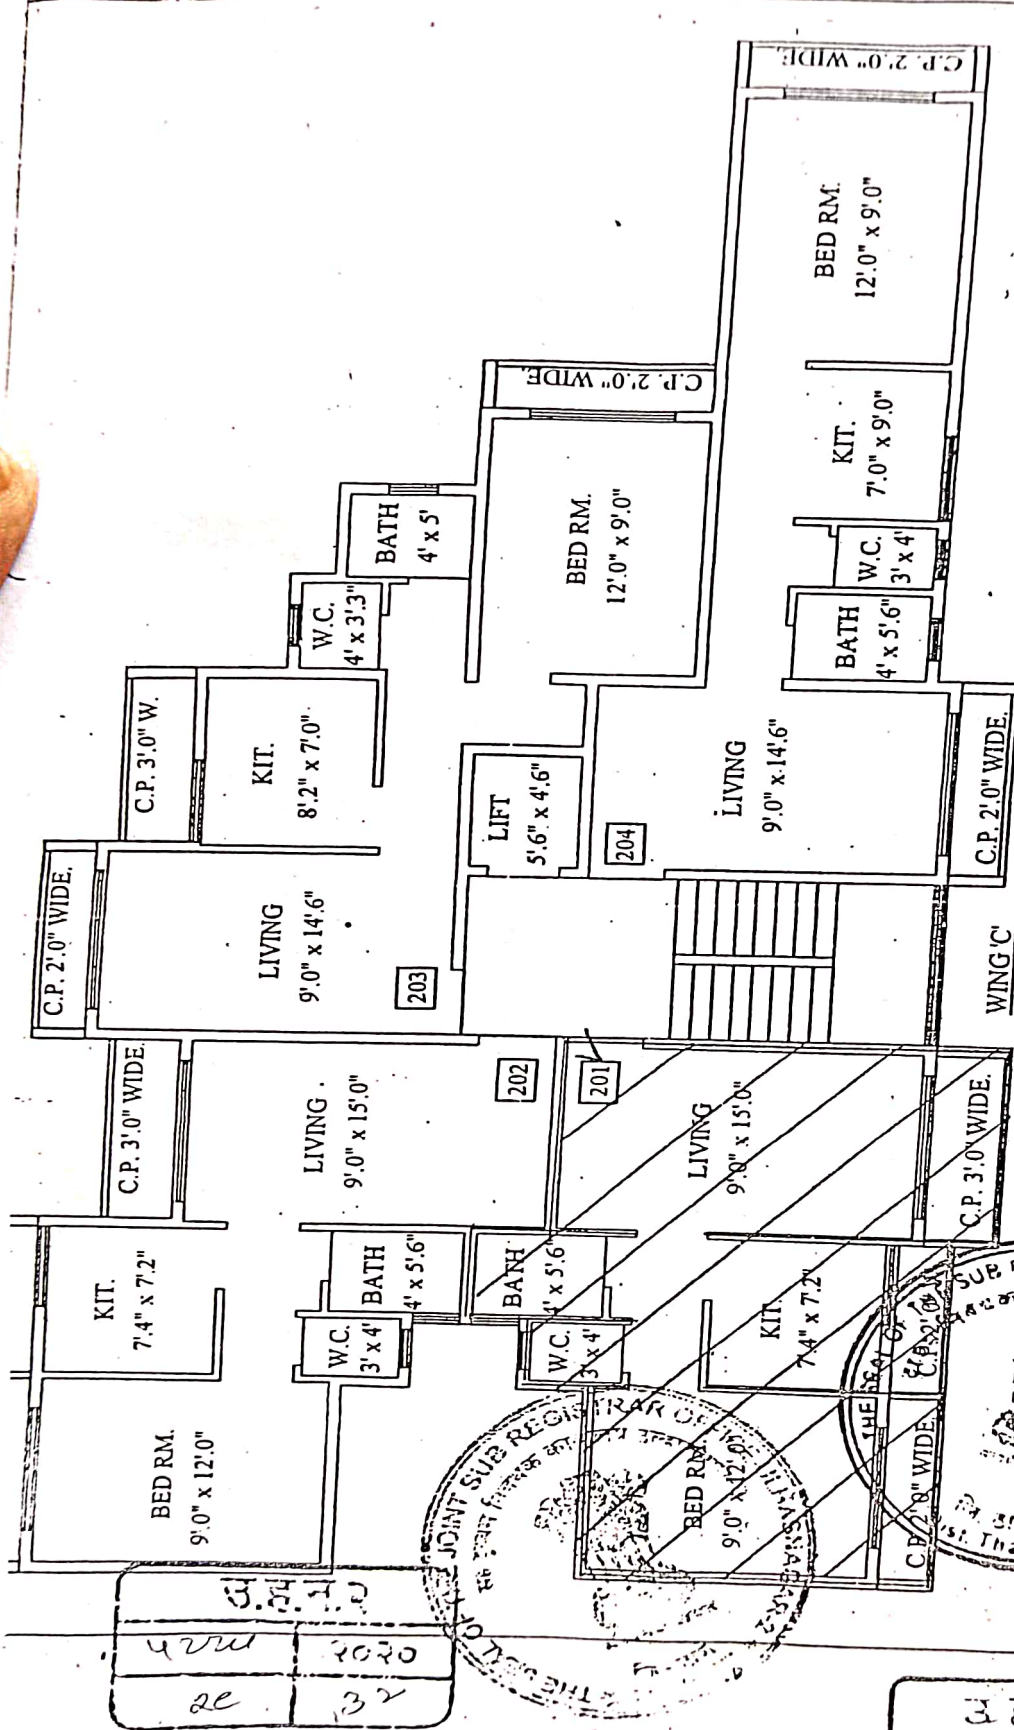 C.P. 2'.0" WIDE.
BED RM.
12'.0" x 9'.0"
KIT.
7'.0" x 9'.0"
W.C.
3' x 4'
BATH
4' x 5'.6"
LIVING
9'.0" x 14'.6"
204
C.P. 2'.0" WIDE.
C.P. 2'.0" WIDE.
BED RM.
12'.0" x 9'.0"
BATH
4' x 5'
W.C.
4' x 3'.3"
C.P. 3'.0" W.
KIT.
8'.2" x 7'.0"
LIFT
5'.6" x 4'.6"
C.P. 2'.0" WIDE.
LIVING
9'.0" x 14'.6"
203
WING 'C'
C.P. 3'.0" WIDE.
LIVING
9'.0" x 15'.0"
202
KIT.
7'.4" x 7'.2"
BATH
4' x 5'.6"
W.C.
3' x 4'
BED RM.
9'.0" x 12'.0"
201
LIVING
9'.0" x 15'.0"
C.P. 3'.0" WIDE.
BATH
4' x 5'.6"
W.C.
3' x 4'
KIT.
7'.4" x 7'.2"
BED RM.
9'.0" x 12'.0"
C.P. 2'.0" WIDE
JOINT SUB REGISTRAR
2020
32